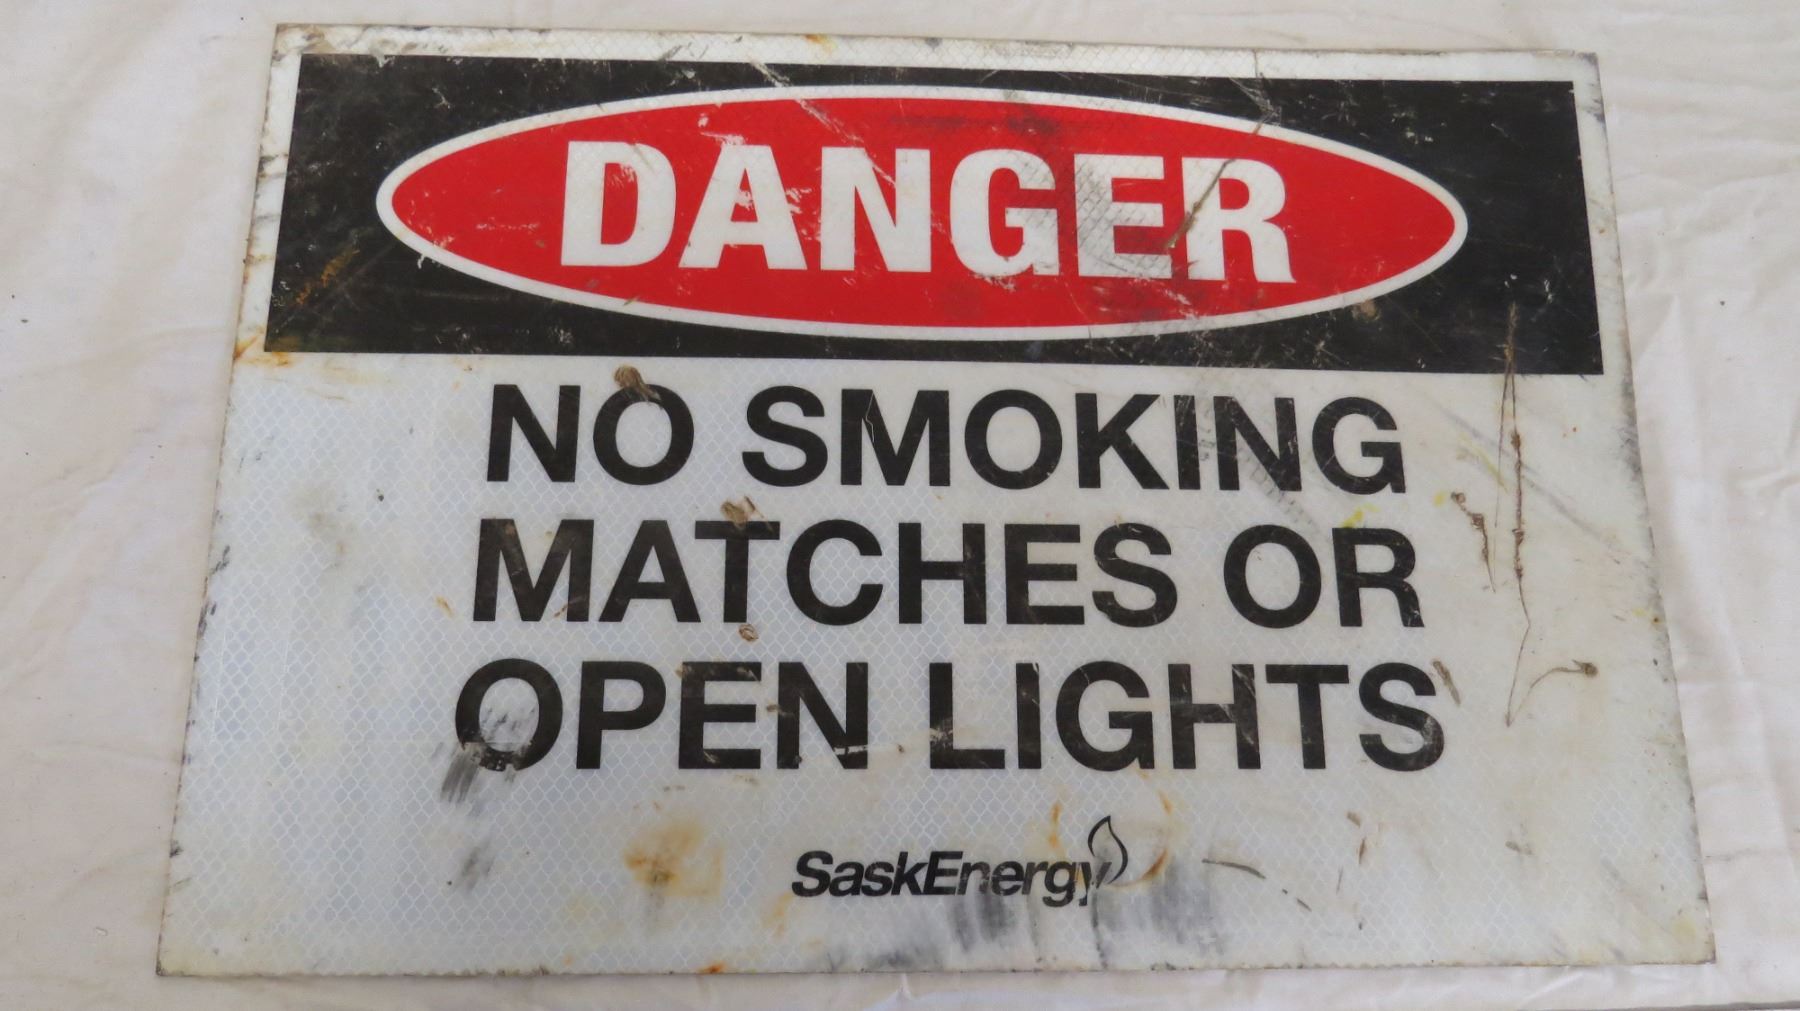 DANGER
NO SMOKING
MATCHES OR
OPEN LIGHTS
SaskEnergy